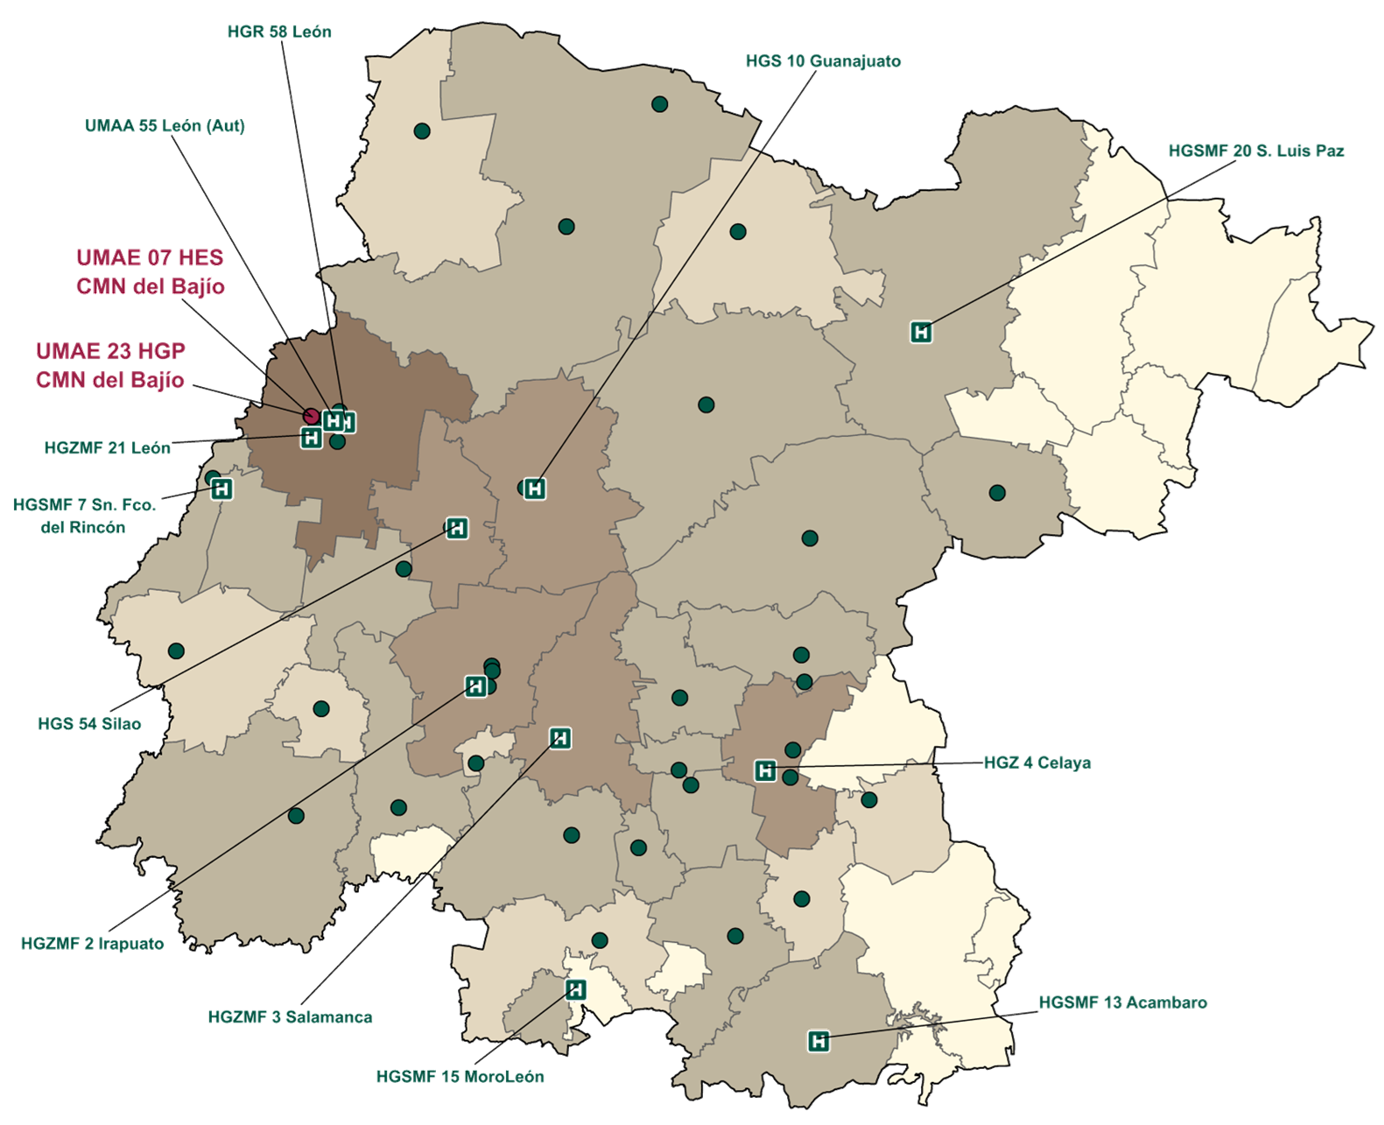 HGR 58 León
HGS 10 Guanajuato
UMAA 55 León (Aut)
HGSMF 20 S. Luis Paz
UMAE 07 HES
CMN del Bajío
UMAE 23 HGP
CMN del Bajío
HGZMF 21 León
HGSMF 7 Sn. Fco.
del Rincón
HGS 54 Silao
HGZ 4 Celaya
HGZMF 2 Irapuato
HGZMF 3 Salamanca
HGSMF 13 Acambaro
HGSMF 15 MoroLeón